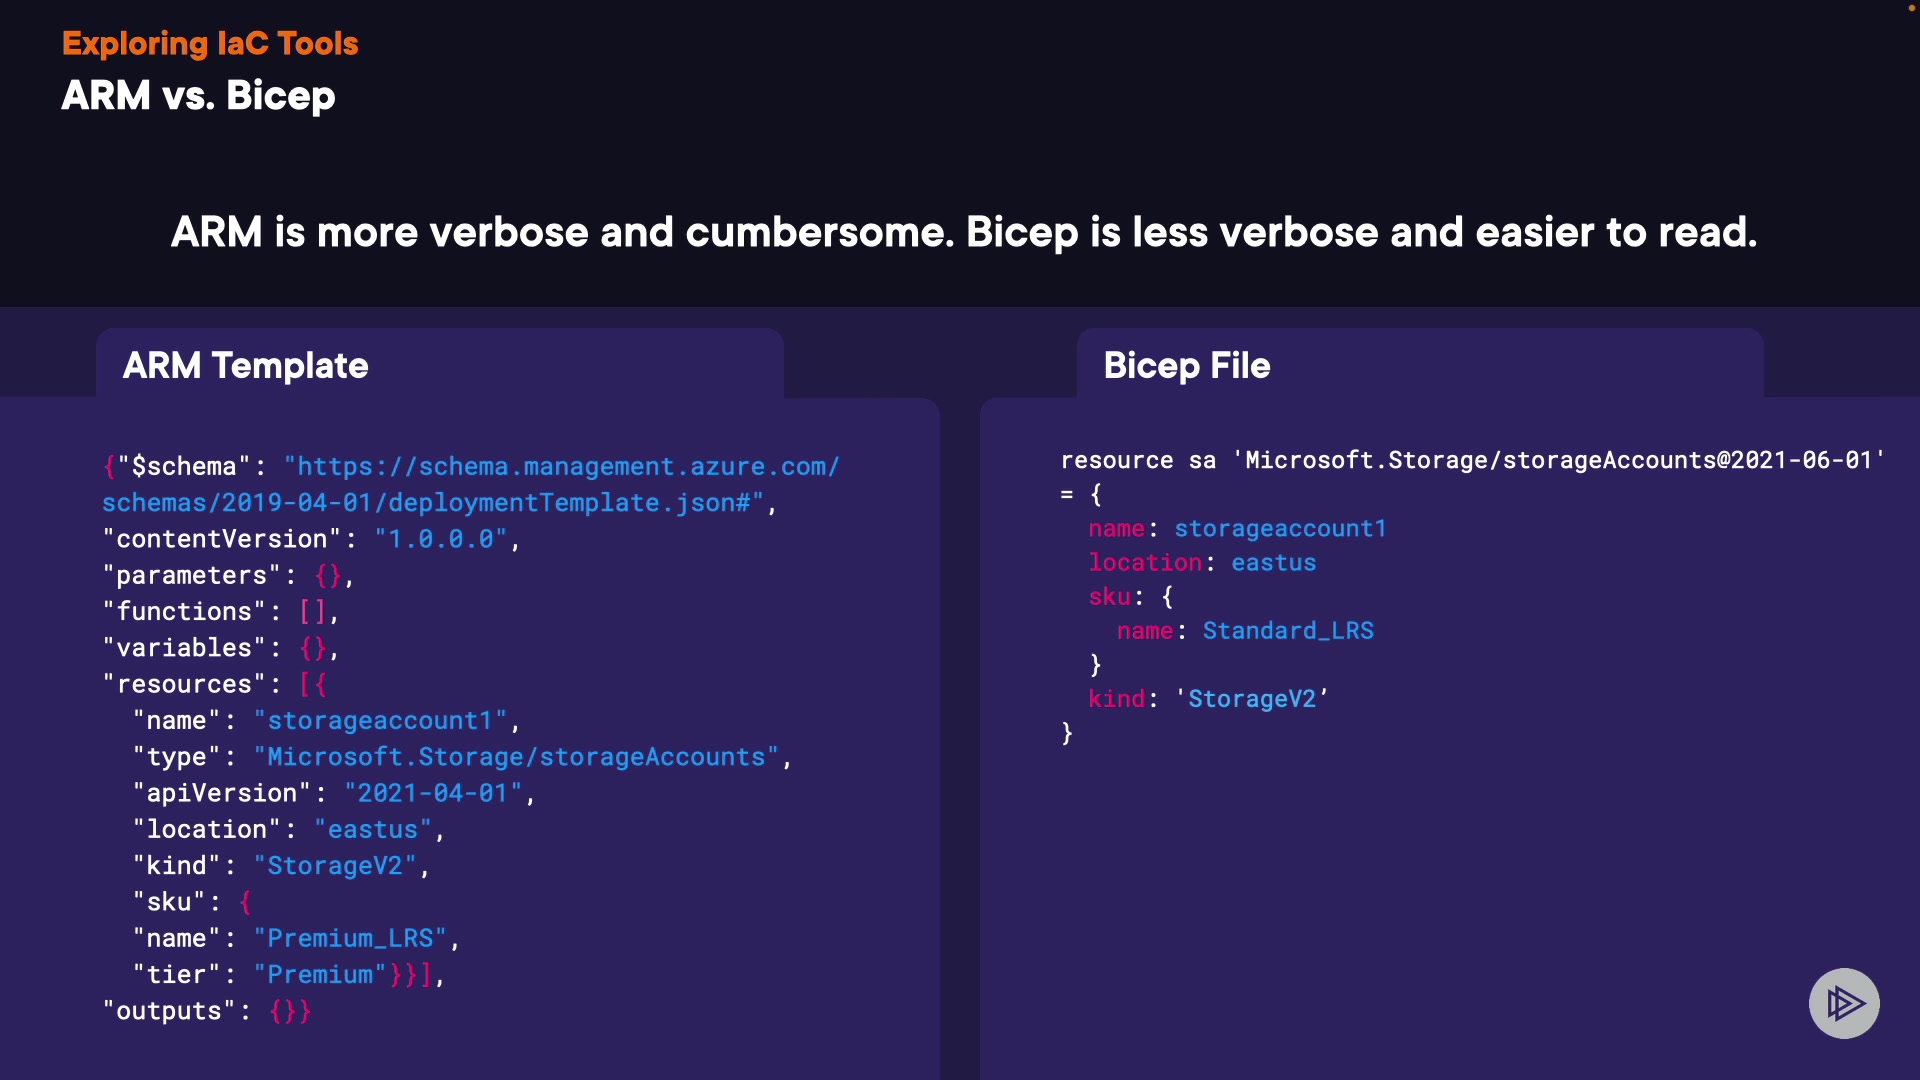 Exploring IaC Tools
ARM vs. Bicep
ARM is more verbose and cumbersome. Bicep is less verbose and easier to read.
ARM Template
{"$schema": "https://schema.management.azure.com/
schemas/2019-04-01/deploymentTemplate.json#",
"contentVersion": "1.0.0.0",
"parameters": {},
"functions": [],
"variables": {},
"resources": [{
  "name": "storageaccount1",
  "type": "Microsoft.Storage/storageAccounts",
  "apiVersion": "2021-04-01",
  "location": "eastus",
  "kind": "StorageV2",
  "sku": {
  "name": "Premium_LRS",
  "tier": "Premium"}}],
"outputs": {}}
Bicep File
resource sa 'Microsoft.Storage/storageAccounts@2021-06-01'
= {
  name: storageaccount1
  location: eastus
  sku: {
    name: Standard_LRS
  }
  kind: 'StorageV2’
}